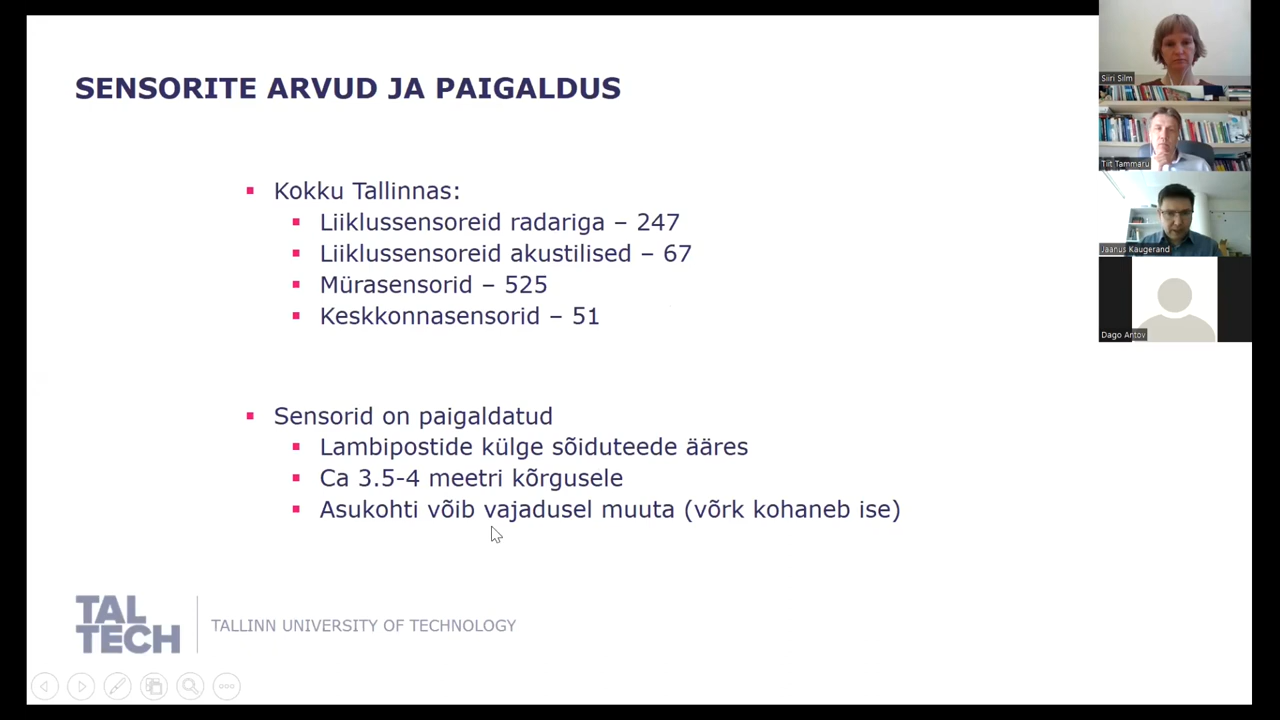 SENSORITE ARVUD JA PAIGALDUS
Kokku Tallinnas:
Liiklussensoreid radariga – 247
Liiklussensoreid akustilised – 67
Mürasensorid – 525
Keskkonnasensorid – 51
Sensorid on paigaldatud
Lambipostide külge sõiduteede ääres
Ca 3.5-4 meetri kõrgusele
Asukohti võib vajadusel muuta (võrk kohaneb ise)
TAL
TECH
TALLINN UNIVERSITY OF TECHNOLOGY
Siiri Silm
Tiit Tammaru
Jaanus Kaugerand
Dago Antov